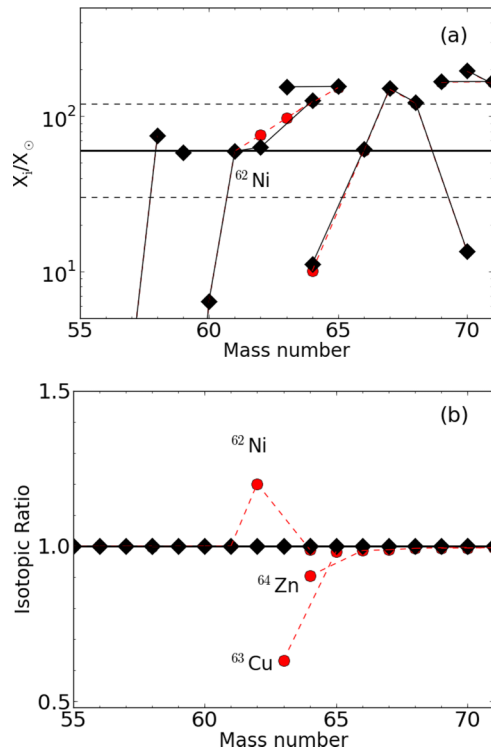 (a)
10²
X_i/X_☉
⁶²Ni
10¹
55 60 65 70
Mass number
1.5
(b)
⁶²Ni
Isotopic Ratio
1.0
⁶⁴Zn
⁶³Cu
0.5
55 60 65 70
Mass number